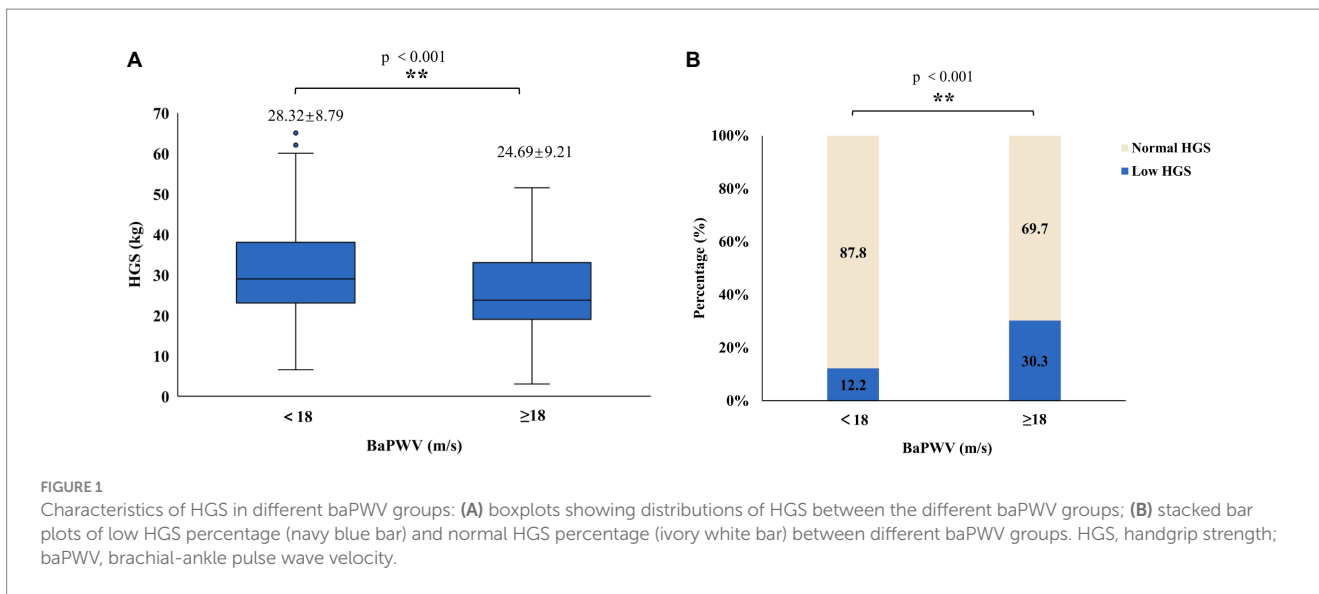 A
p < 0.001
**
28.32±8.79
24.69±9.21
70
60
50
40
30
20
10
0
HGS (kg)
< 18
≥18
BaPWV (m/s)
B
p < 0.001
**
100%
80%
60%
40%
20%
0%
Percentage (%)
87.8
12.2
69.7
30.3
Normal HGS
Low HGS
< 18
≥18
BaPWV (m/s)
FIGURE 1
Characteristics of HGS in different baPWV groups: (A) boxplots showing distributions of HGS between the different baPWV groups; (B) stacked bar
plots of low HGS percentage (navy blue bar) and normal HGS percentage (ivory white bar) between different baPWV groups. HGS, handgrip strength;
baPWV, brachial-ankle pulse wave velocity.